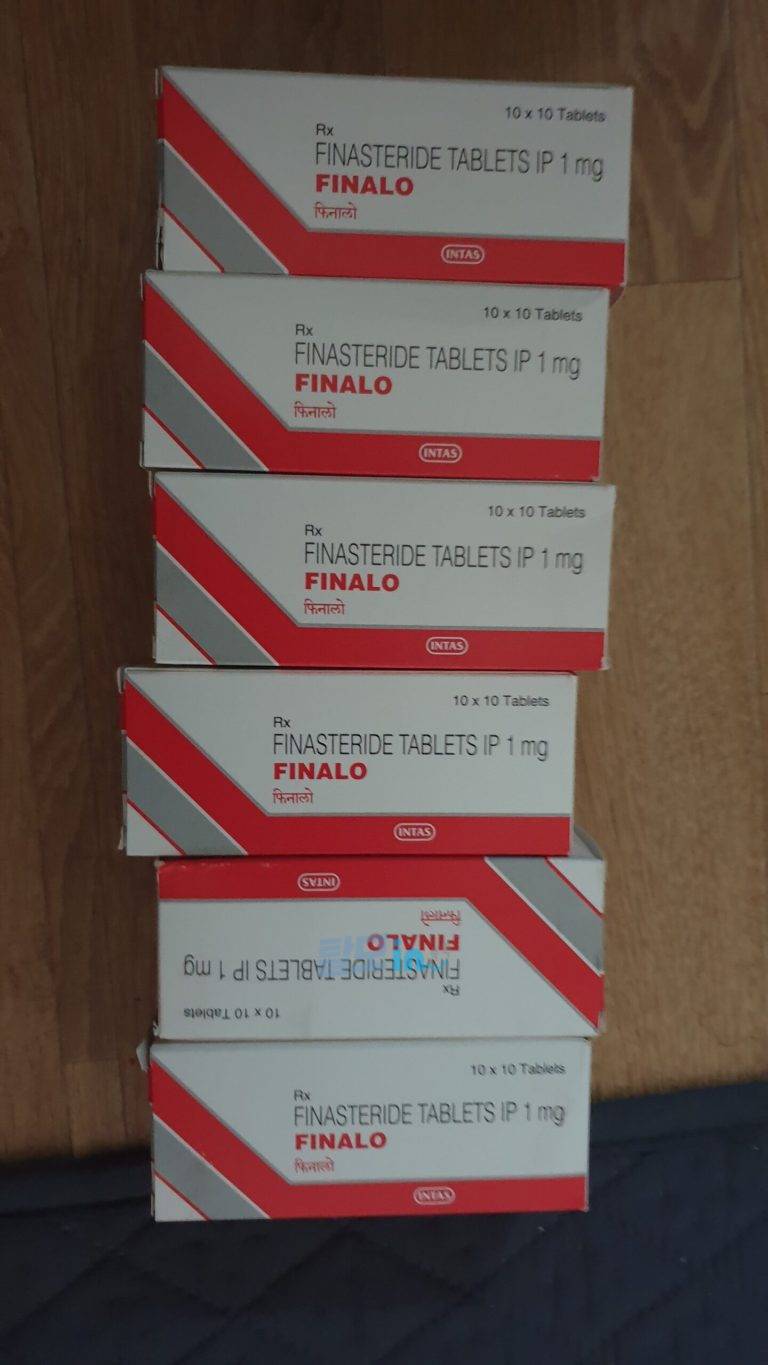 10 x 10 Tablets
Rx
FINASTERIDE TABLETS IP 1 mg
FINALO
फिनालो
INTAS
10 x 10 Tablets
Rx
FINASTERIDE TABLETS IP 1 mg
FINALO
फिनालो
INTAS
10 x 10 Tablets
Rx
FINASTERIDE TABLETS IP 1 mg
FINALO
फिनालो
INTAS
10 x 10 Tablets
Rx
FINASTERIDE TABLETS IP 1 mg
FINALO
फिनालो
INTAS
10 x 10 Tablets
Rx
FINASTERIDE TABLETS IP 1 mg
FINALO
फिनालो
INTAS
10 x 10 Tablets
Rx
FINASTERIDE TABLETS IP 1 mg
FINALO
फिनालो
INTAS